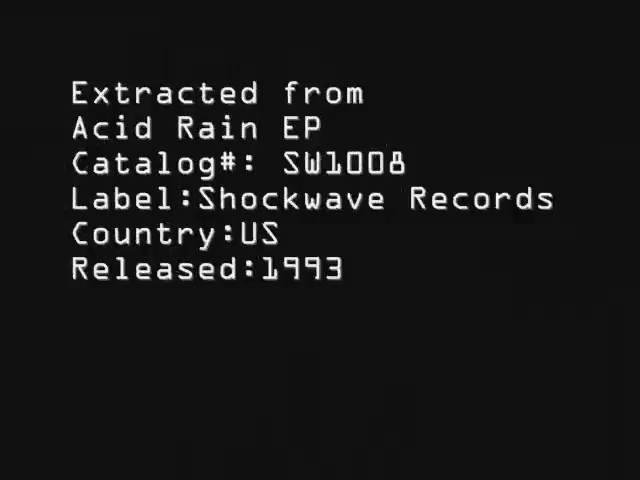 Extracted from
Acid Rain EP
Catalog#: SW1008
Label:Shockwave Records
Country:US
Released:1993